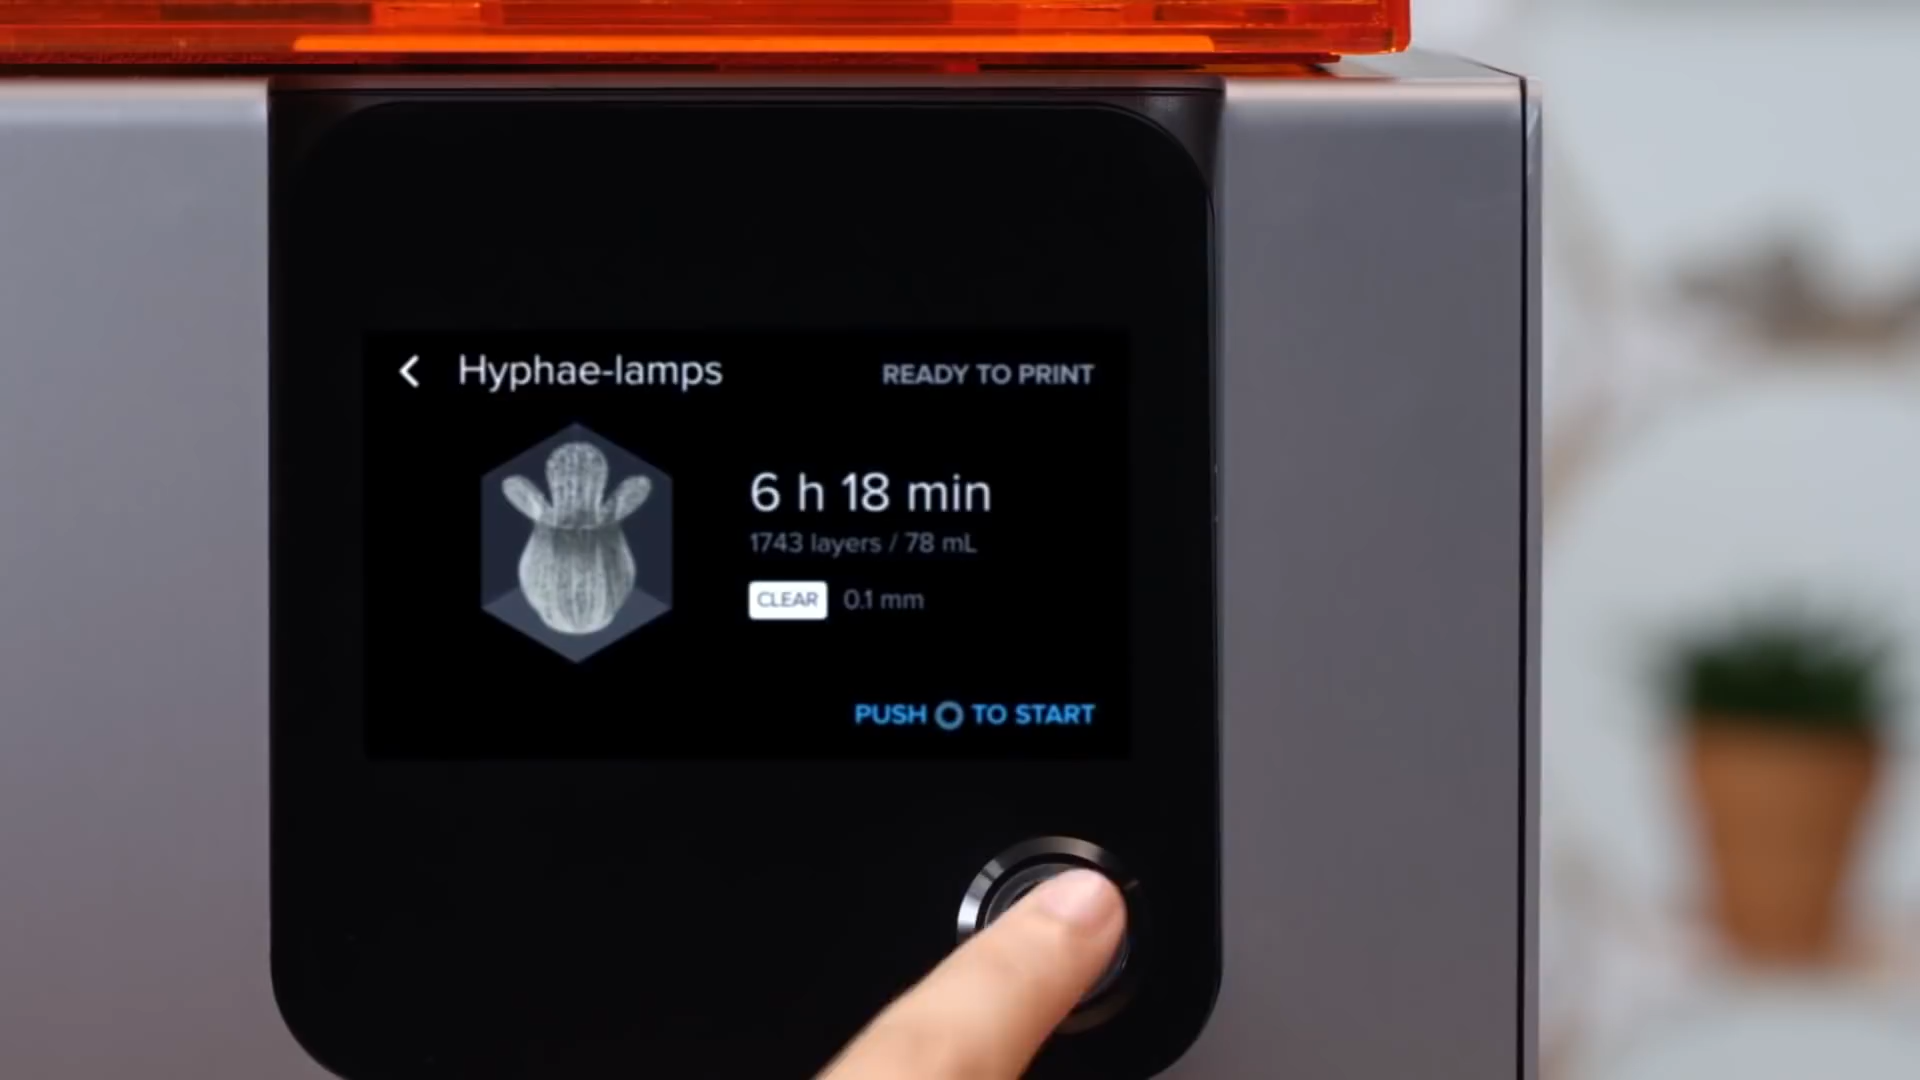 Hyphae-lamps
READY TO PRINT
6 h 18 min
1743 layers / 78 mL
CLEAR 0.1 mm
PUSH TO START